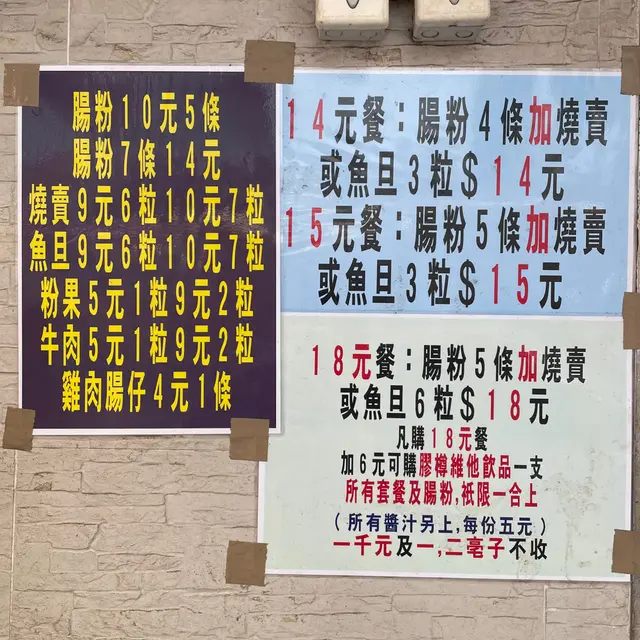 腸粉10元5條
腸粉7條14元
燒賣9元6粒10元7粒
魚旦9元6粒10元7粒
粉果5元1粒9元2粒
牛肉5元1粒9元2粒
雞肉腸仔4元1條
14元餐：腸粉4條加燒賣
或魚旦3粒$14元
15元餐：腸粉5條加燒賣
或魚旦3粒$15元
18元餐：腸粉5條加燒賣
或魚旦6粒$18元
凡購18元餐
加6元可購膠樽維他飲品一支
所有套餐及腸粉,祗限一合上
(所有醬汁另上,每份五元)
一千元及一,二毫子不收